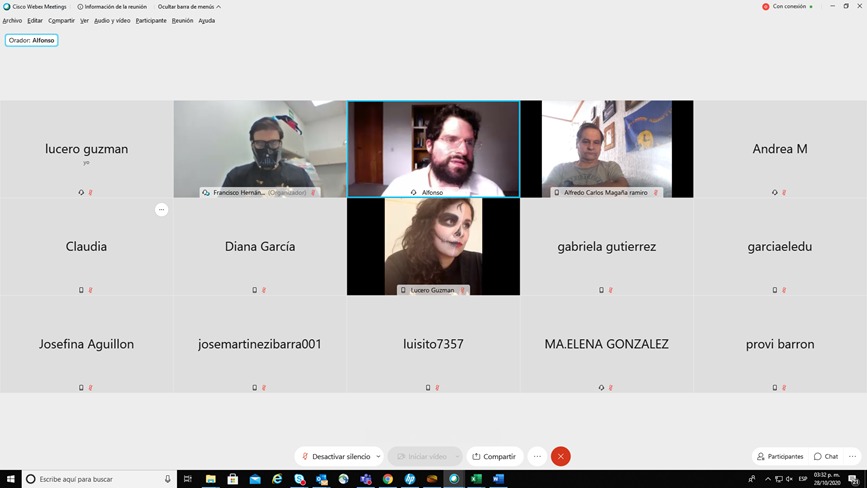 Cisco Webex Meetings
Información de la reunión
Ocultar barra de menús
Con conexión
Archivo Editar Compartir Ver Audio y vídeo Participante Reunión Ayuda
Orador: Alfonso
lucero guzman
yo
Francisco Hernán... (Organizador)
Alfonso
Alfredo Carlos Magaña ramiro
Andrea M
Claudia
Diana García
Lucero Guzman
gabriela gutierrez
garciaeledu
Josefina Aguillon
josemartinezibarra001
luisito7357
MA.ELENA GONZALEZ
provi barron
Desactivar silencio
Iniciar vídeo
Compartir
Participantes
Chat
Escribe aquí para buscar
ESP
03:32 p. m.
28/10/2020